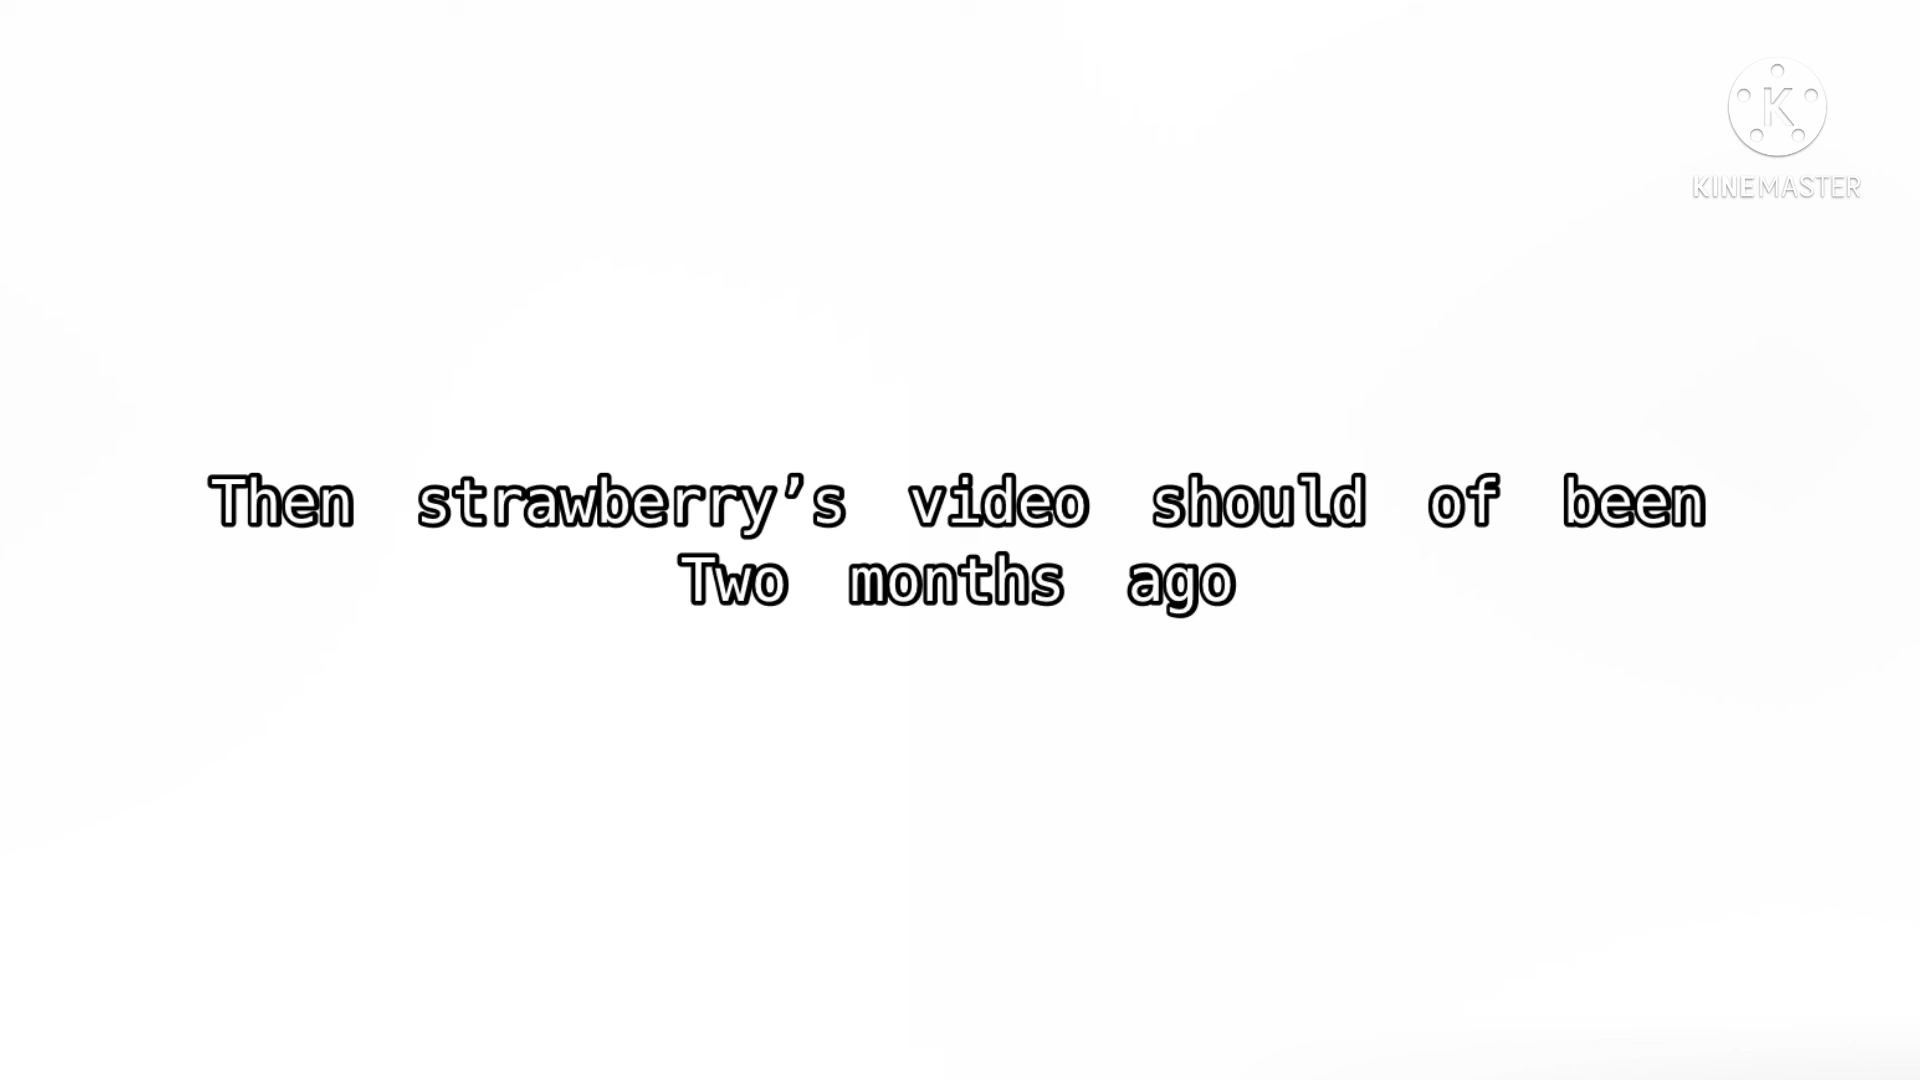 K
KINEMASTER
Then strawberry’s video should of been
Two months ago